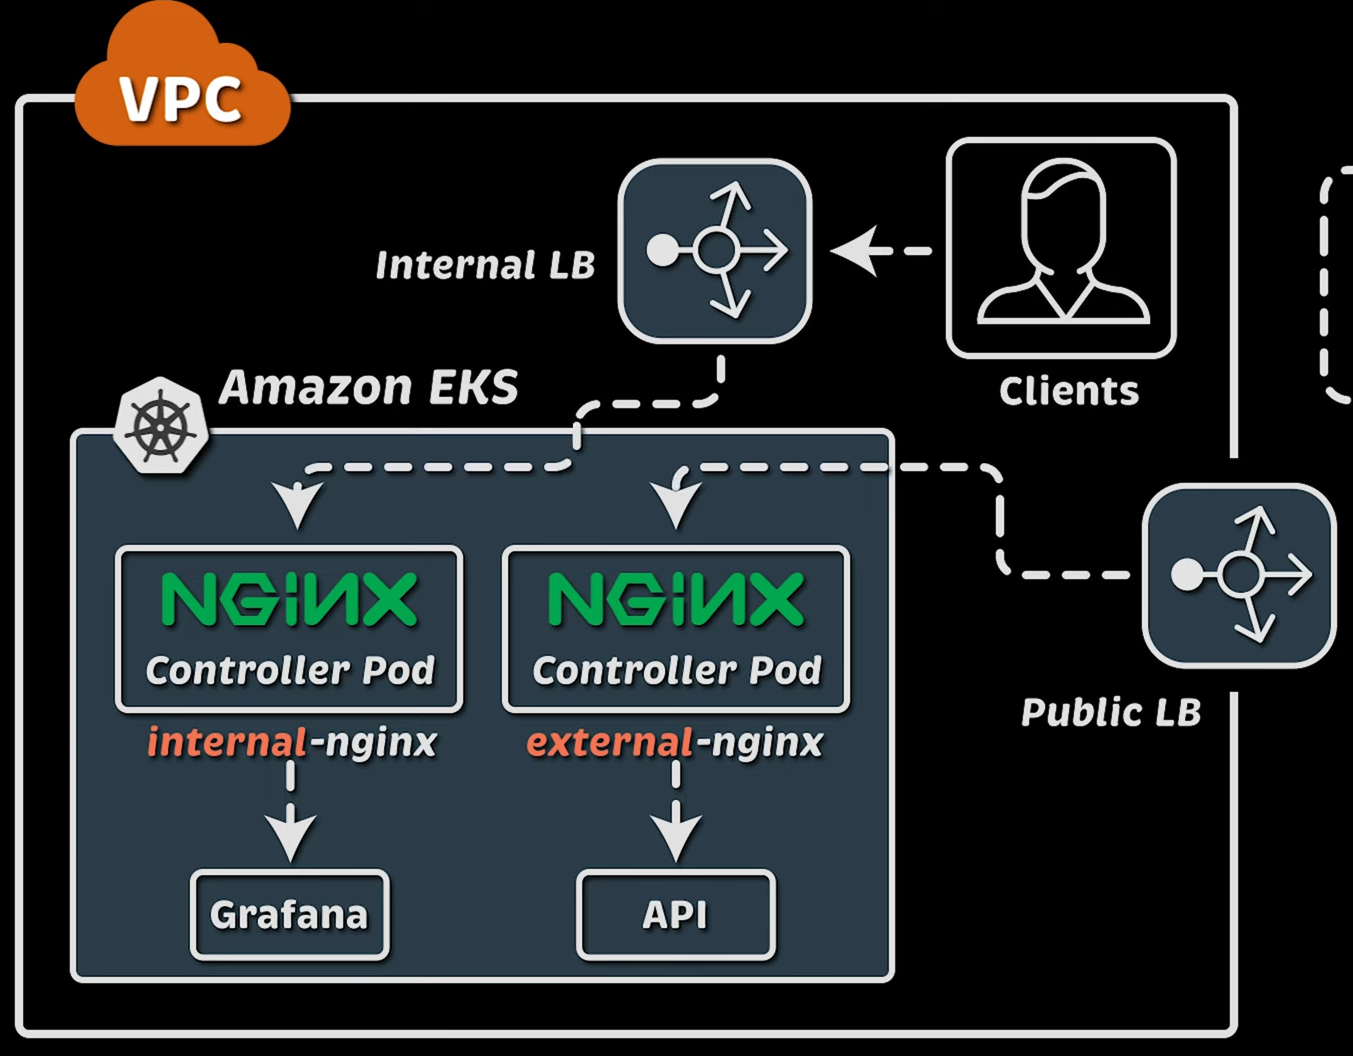 VPC
Internal LB
Clients
Amazon EKS
NGiNX
Controller Pod
internal-nginx
NGiNX
Controller Pod
external-nginx
Public LB
Grafana
API